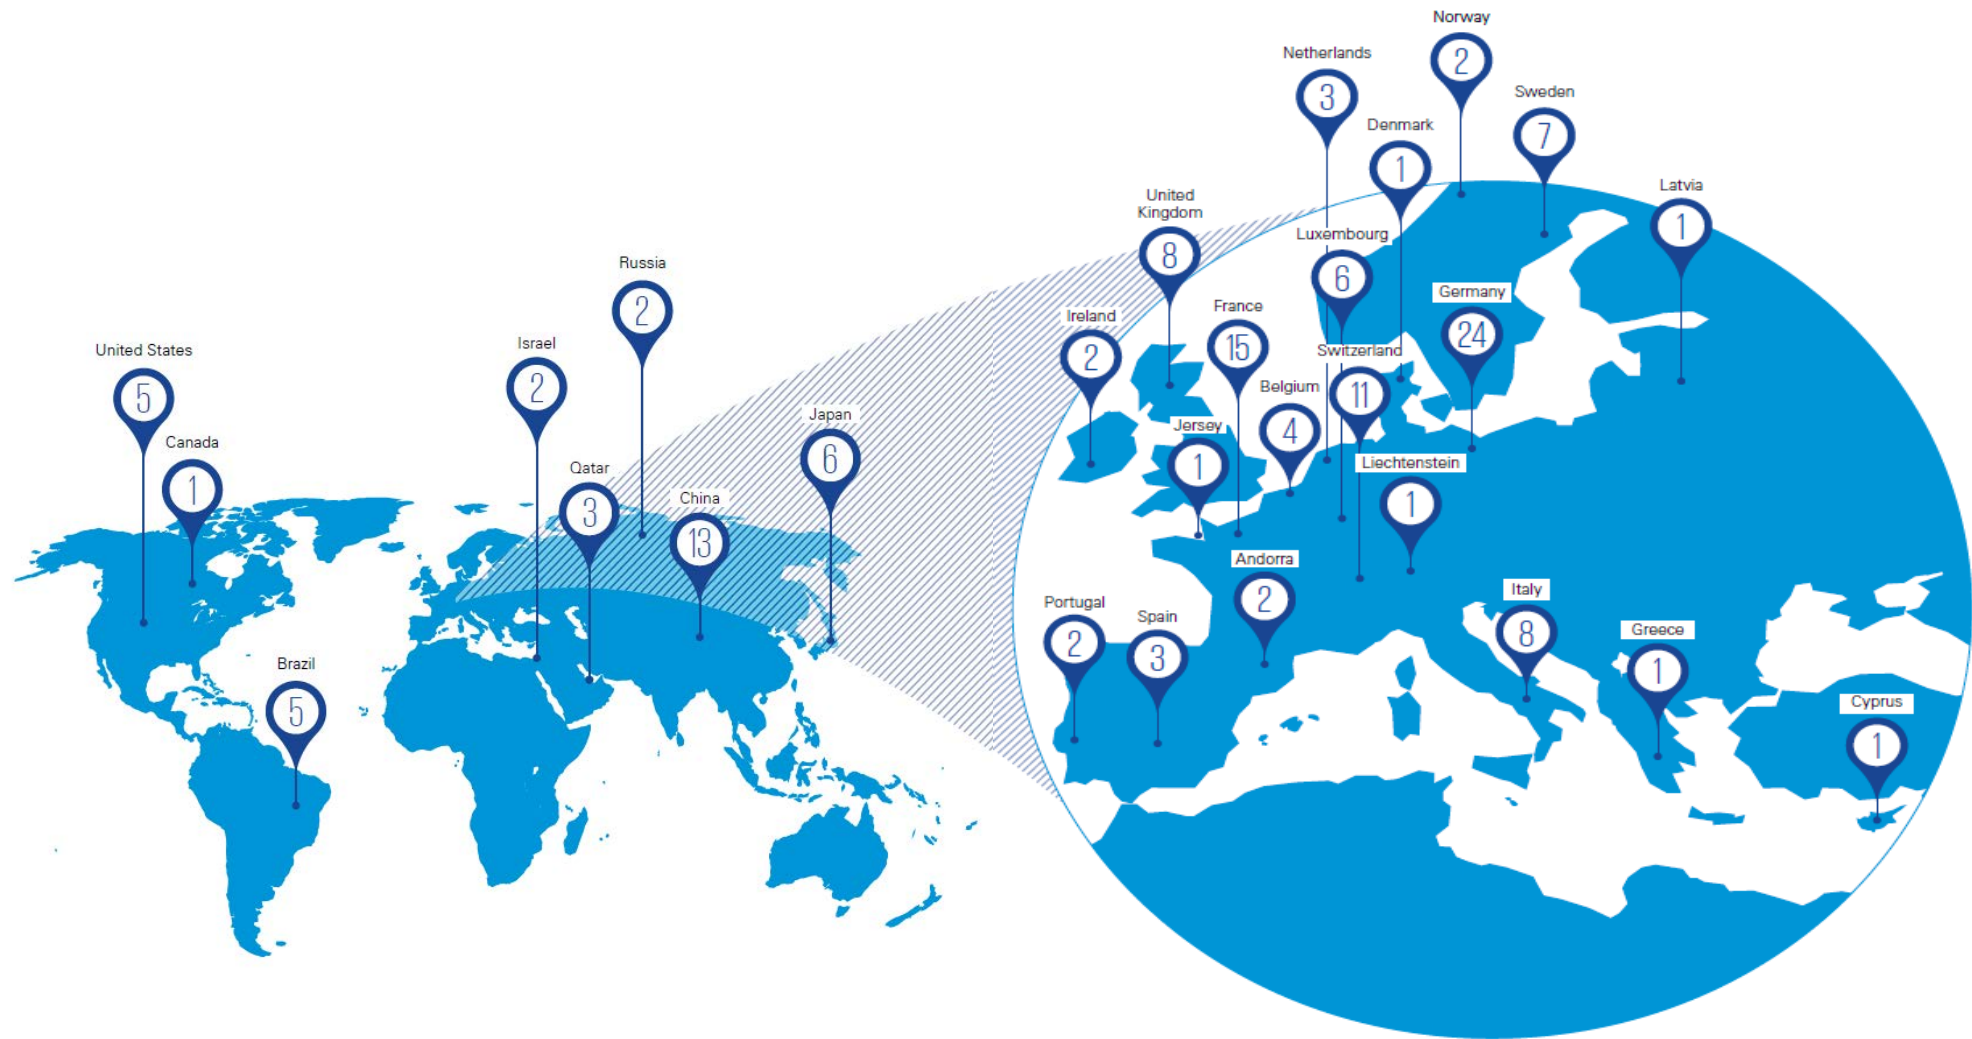 Norway
2
Netherlands
3
Sweden
7
Denmark
1
Latvia
1
United
Kingdom
8
Luxembourg
6
Germany
24
France
15
Ireland
2
Switzerland
11
Belgium
4
Jersey
1
Liechtenstein
1
Andorra
2
Italy
8
Portugal
2
Spain
3
Greece
1
Cyprus
1
Russia
2
Israel
2
United States
5
Japan
6
Canada
1
Qatar
3
China
13
Brazil
5